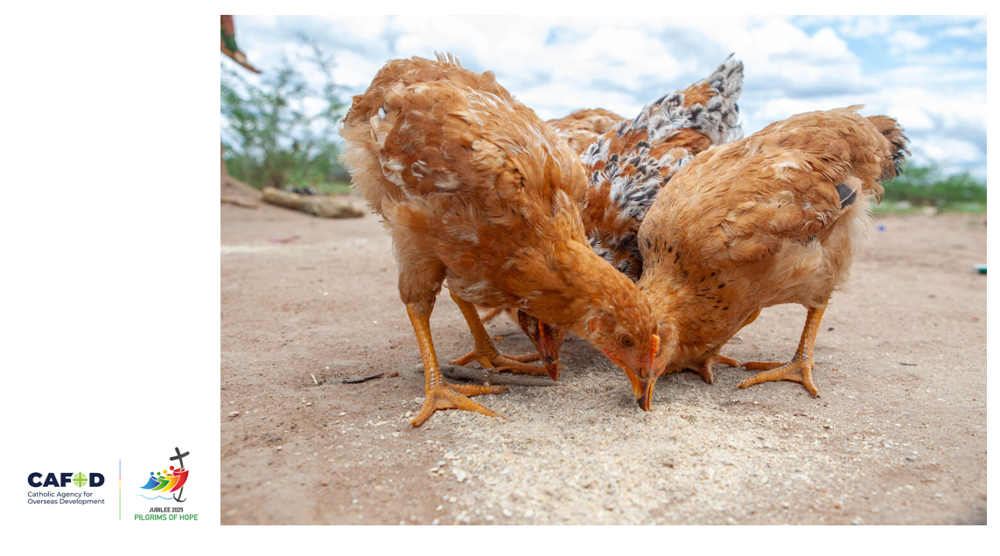 CAFOD
Catholic Agency for
Overseas Development
JUBILEE 2025
PILGRIMS OF HOPE